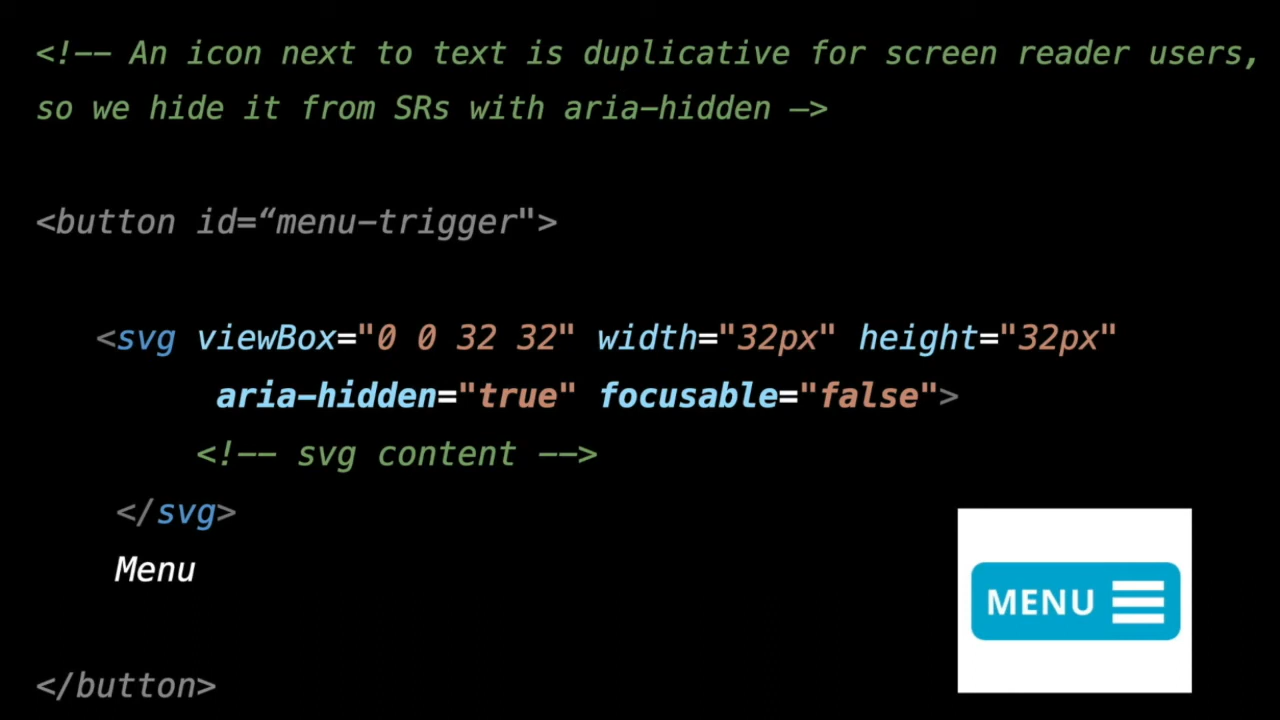 <!-- An icon next to text is duplicative for screen reader users,
so we hide it from SRs with aria-hidden —>
<button id=“menu-trigger">
<svg viewBox="0 0 32 32" width="32px" height="32px"
aria-hidden="true" focusable="false">
<!-- svg content -->
</svg>
Menu
MENU
</button>